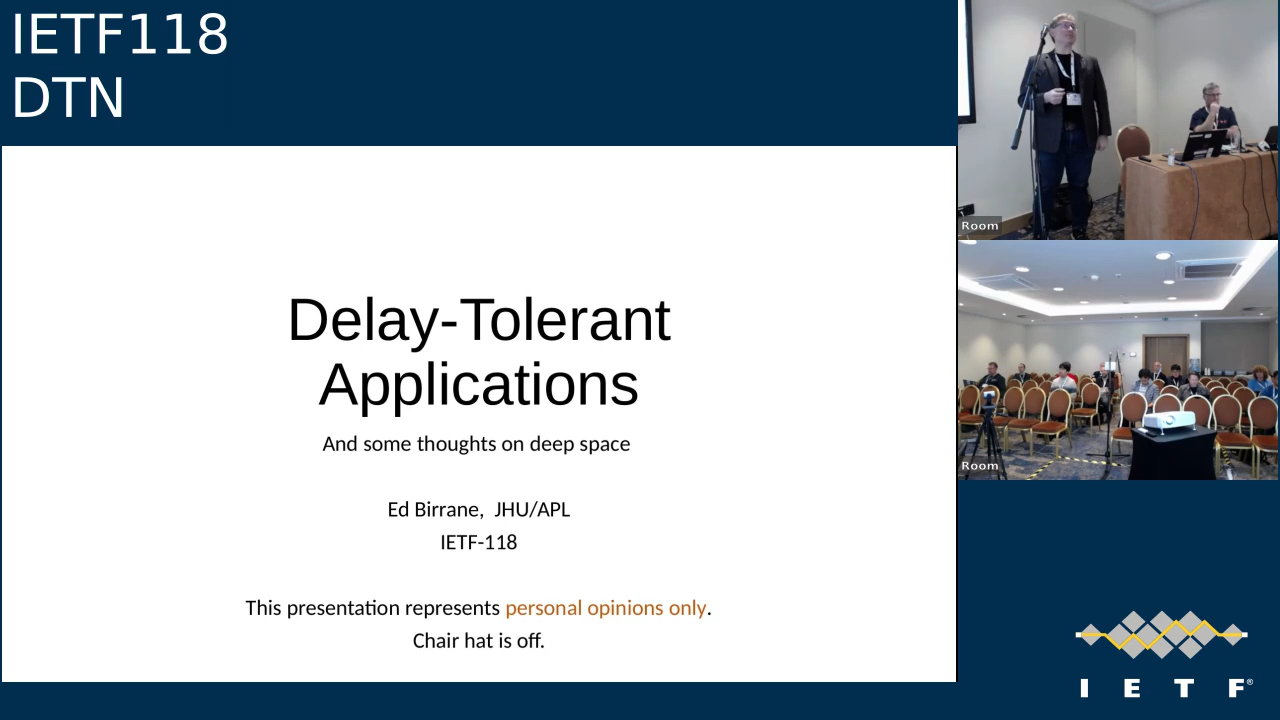 IETF118
DTN
Delay-Tolerant
Applications
And some thoughts on deep space
Ed Birrane, JHU/APL
IETF-118
This presentation represents personal opinions only.
Chair hat is off.
Room
Room
I E T F®